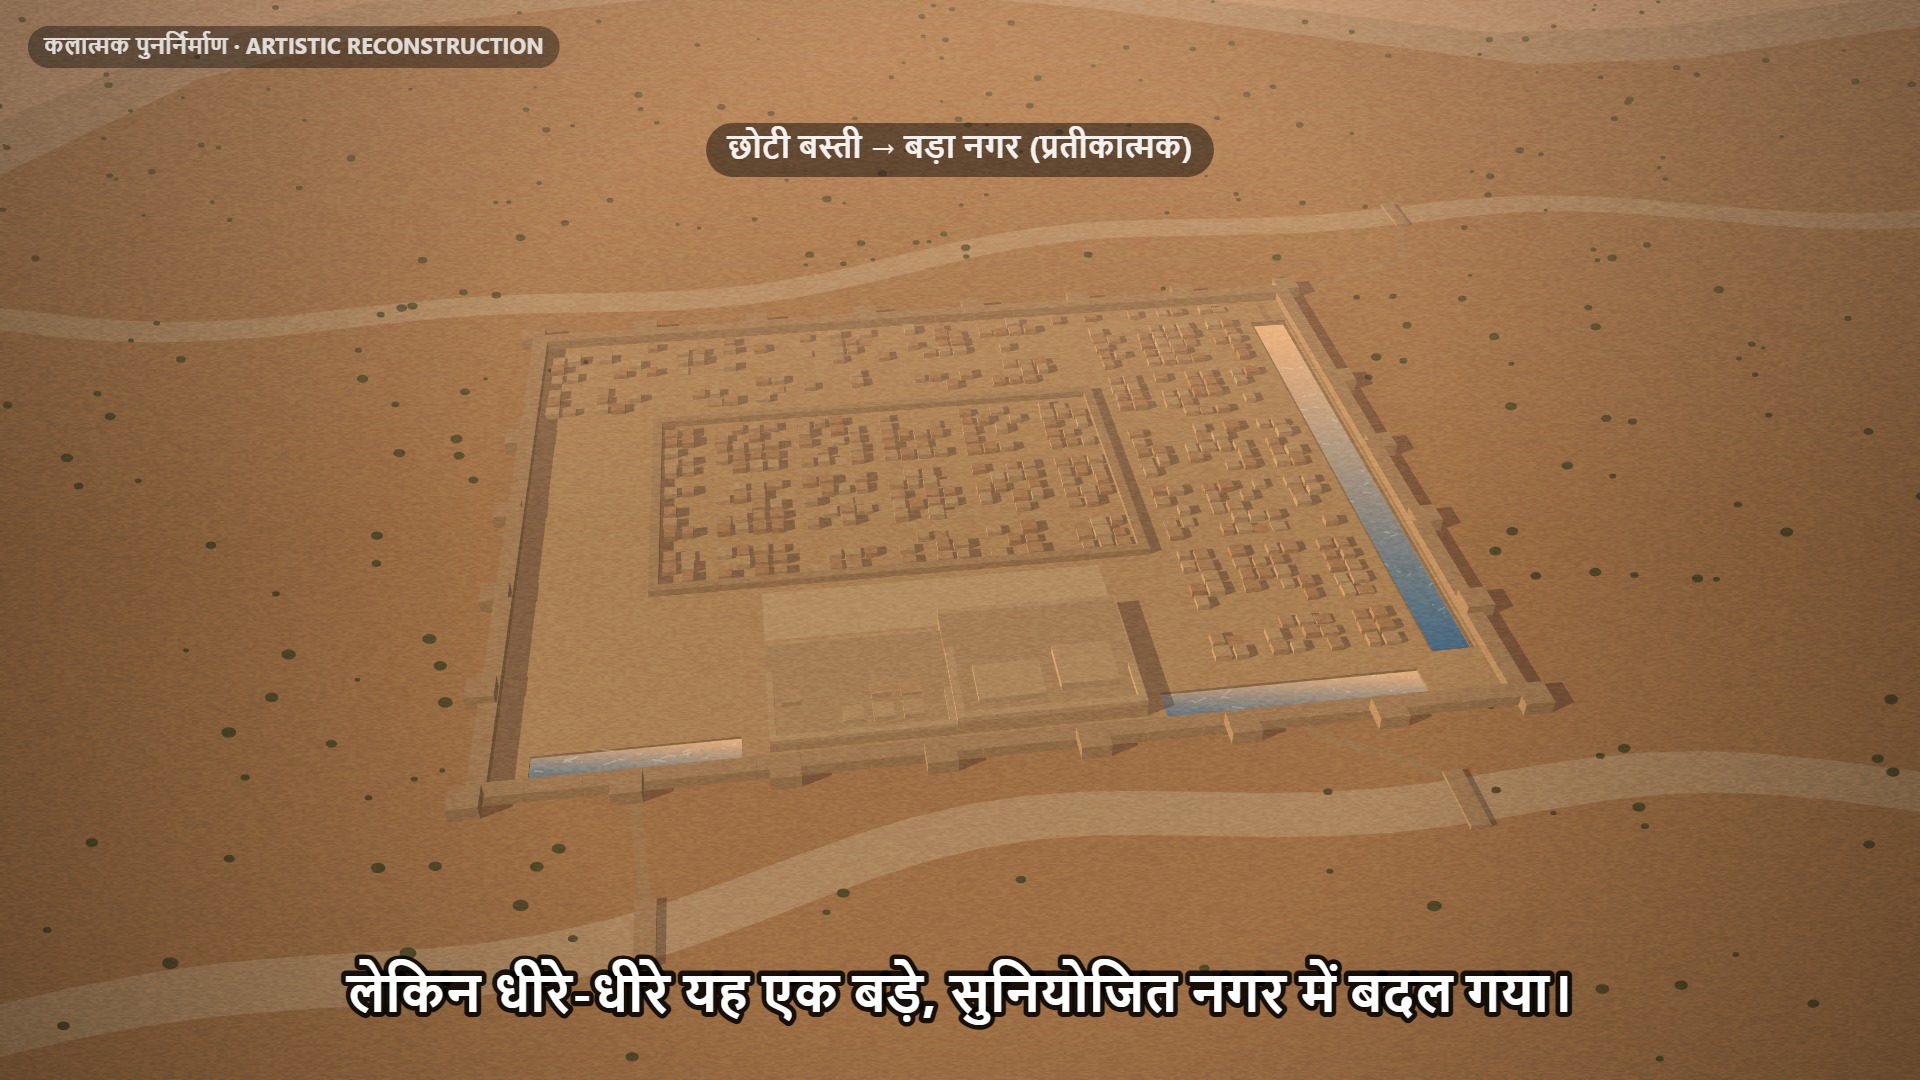 कलात्मक पुनर्निर्माण · ARTISTIC RECONSTRUCTION
छोटी बस्ती → बड़ा नगर (प्रतीकात्मक)
लेकिन धीरे-धीरे यह एक बड़े, सुनियोजित नगर में बदल गया।